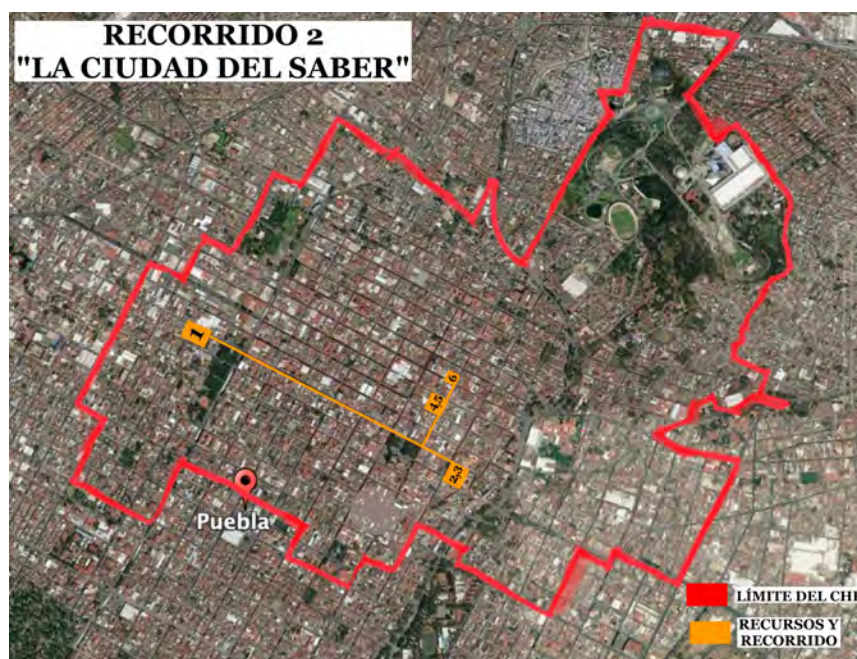 RECORRIDO 2
"LA CIUDAD DEL SABER"
1
6
4,5
2,3
Puebla
LÍMITE DEL CH
RECURSOS Y
RECORRIDO